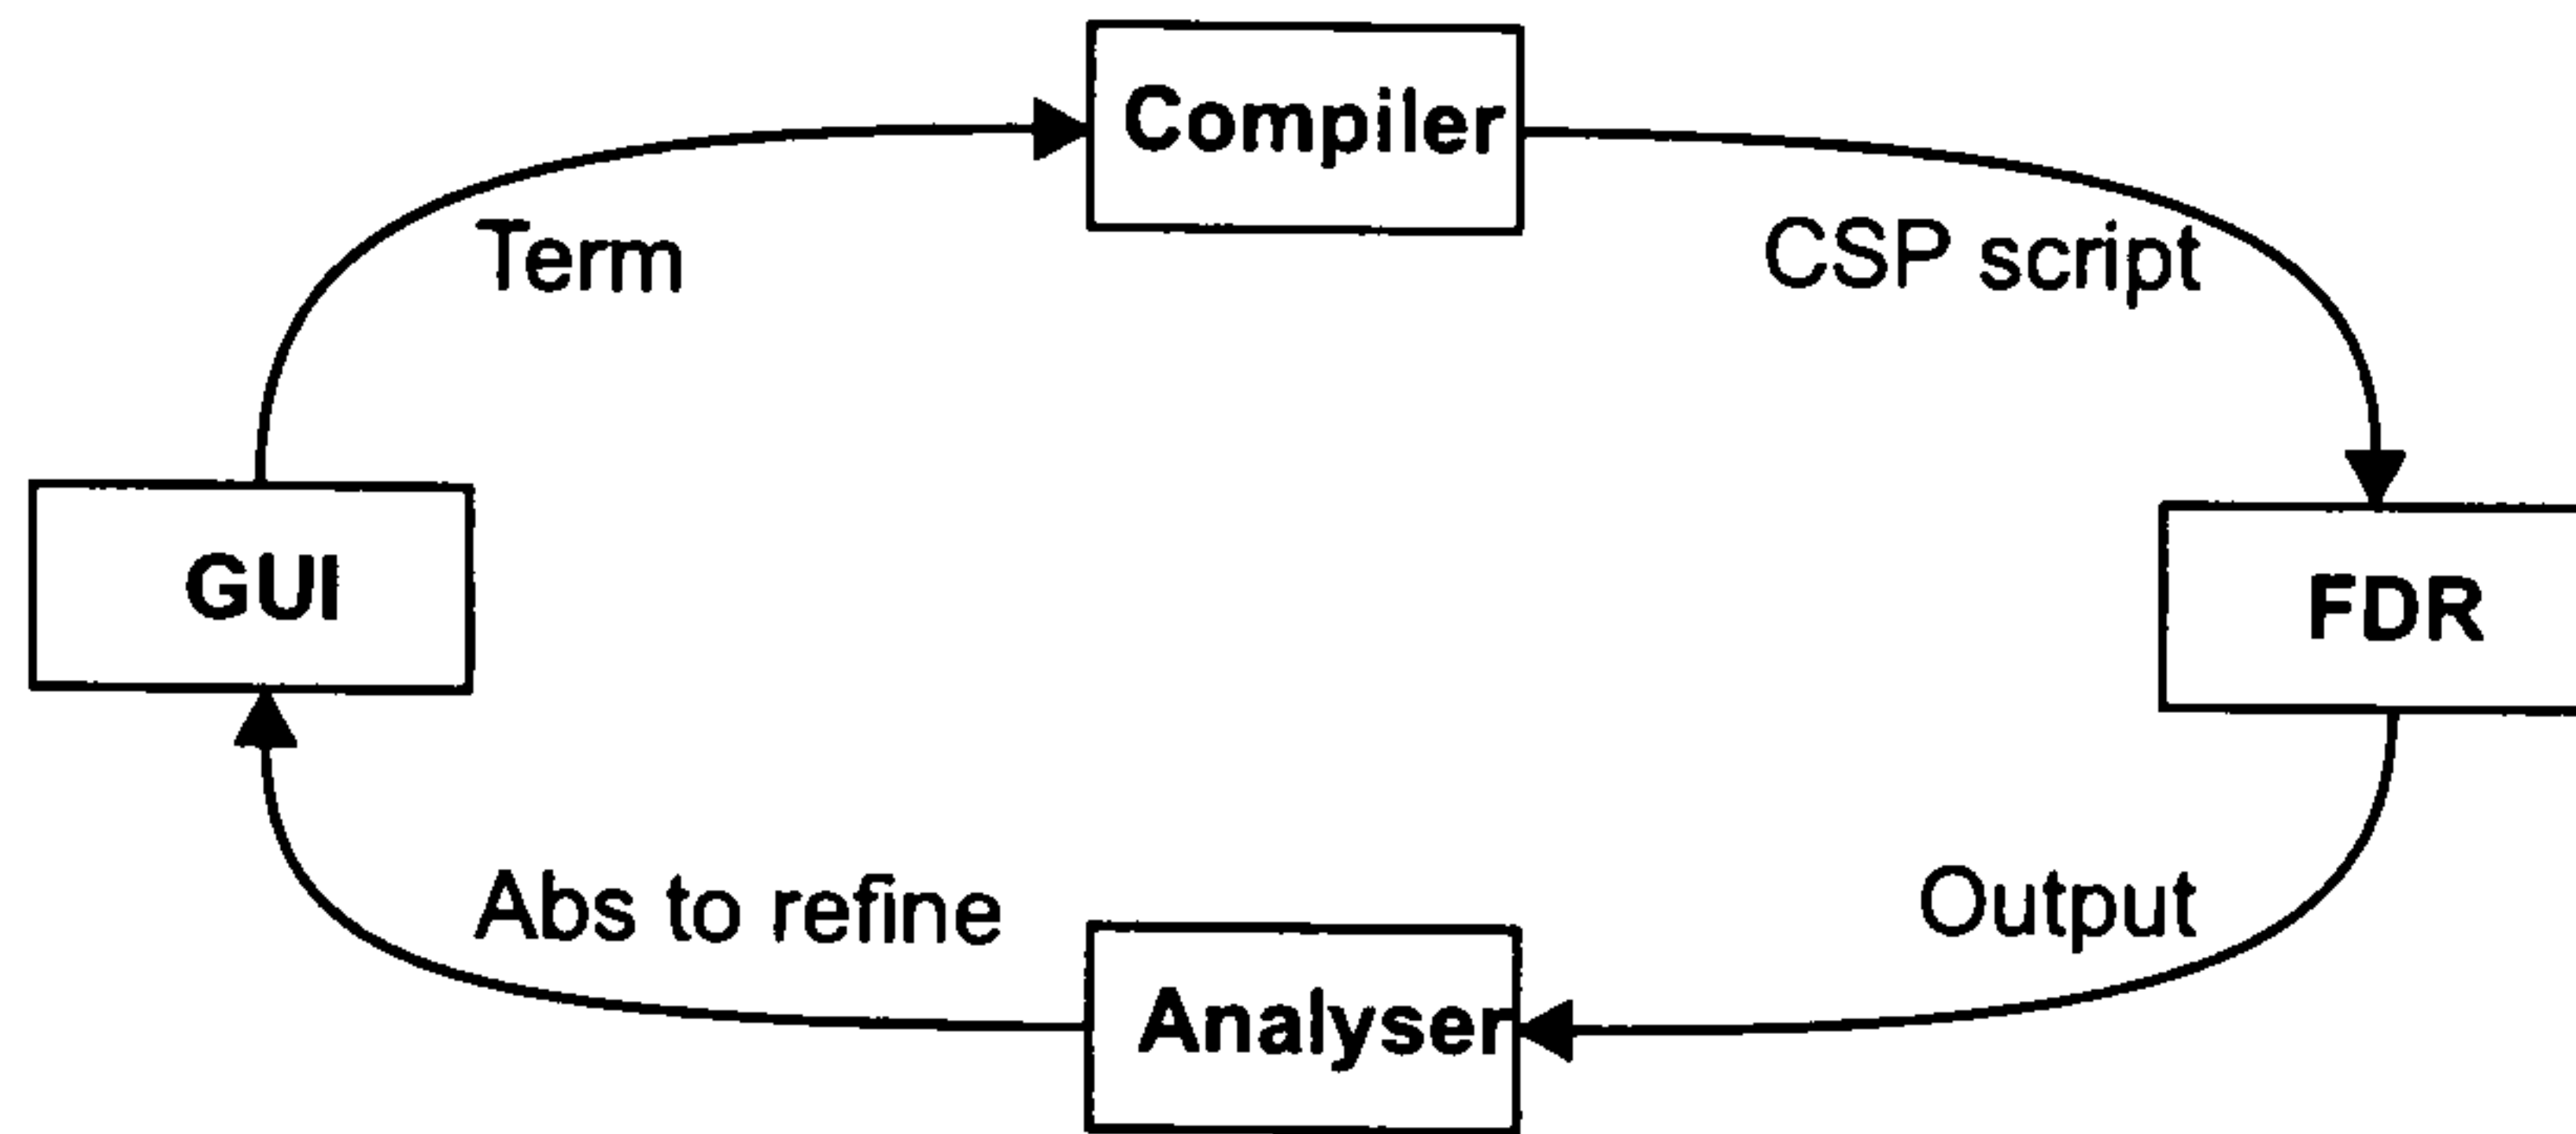 Compiler
Term
CSP script
GUI
FDR
Abs to refine
Output
Analyser